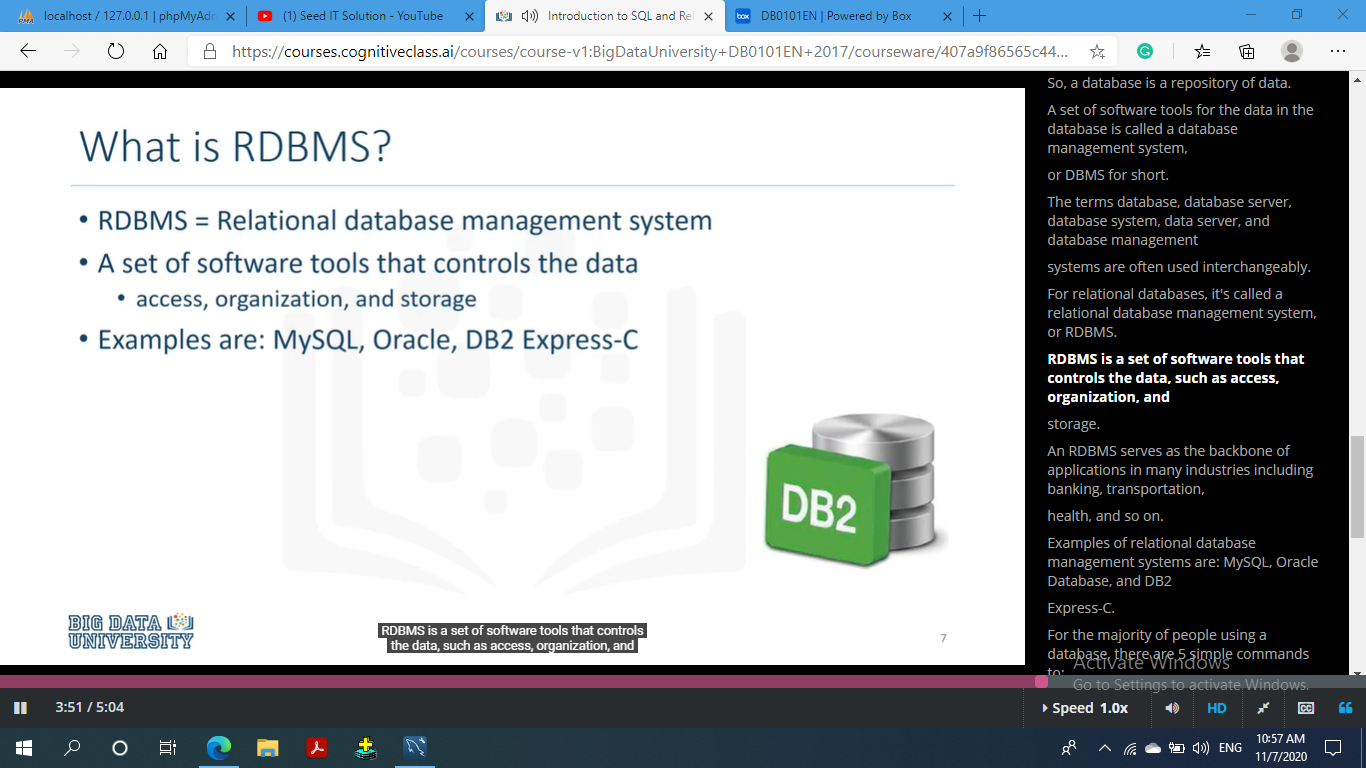 localhost / 127.0.0.1 | phpMyAdn
(1) Seed IT Solution - YouTube
Introduction to SQL and Rel
box
DB0101EN | Powered by Box
https://courses.cognitiveclass.ai/courses/course-v1:BigDataUniversity+DB0101EN+2017/courseware/407a9f86565c44...
What is RDBMS?
• RDBMS = Relational database management system
• A set of software tools that controls the data
• access, organization, and storage
• Examples are: MySQL, Oracle, DB2 Express-C
DB2
BIG DATA
UNIVERSITY
RDBMS is a set of software tools that controls
the data, such as access, organization, and
7
So, a database is a repository of data.
A set of software tools for the data in the
database is called a database
management system,
or DBMS for short.
The terms database, database server,
database system, data server, and
database management
systems are often used interchangeably.
For relational databases, it's called a
relational database management system,
or RDBMS.
RDBMS is a set of software tools that
controls the data, such as access,
organization, and
storage.
An RDBMS serves as the backbone of
applications in many industries including
banking, transportation,
health, and so on.
Examples of relational database
management systems are: MySQL, Oracle
Database, and DB2
Express-C.
For the majority of people using a
database, there are 5 simple commands
to:
Activate Windows
Go to Settings to activate Windows.
3:51 / 5:04
Speed 1.0x
HD
CC
ENG
10:57 AM
11/7/2020